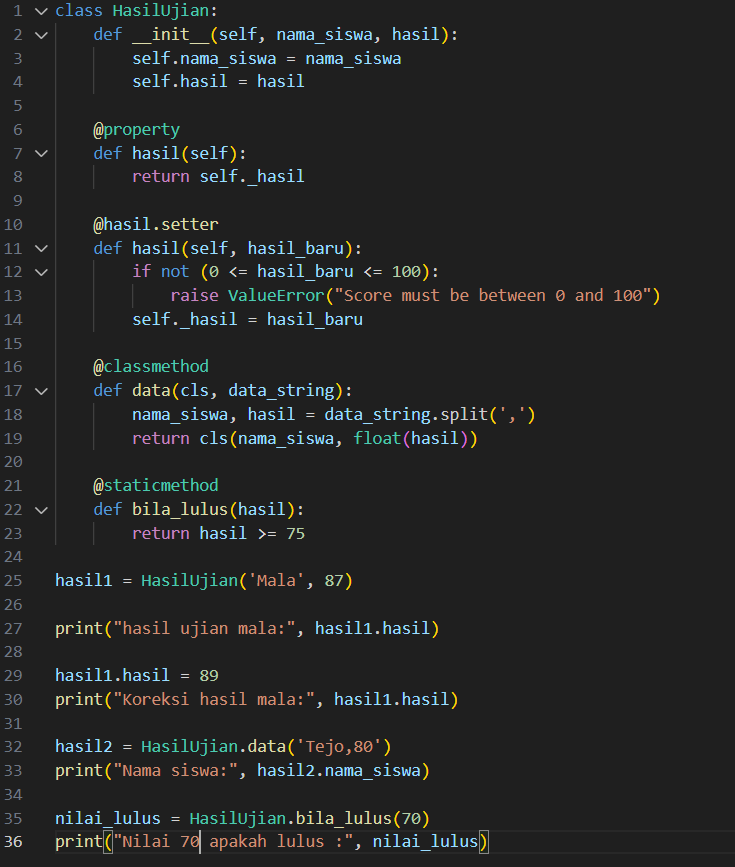 1 class HasilUjian:
2     def __init__(self, nama_siswa, hasil):
3         self.nama_siswa = nama_siswa
4         self.hasil = hasil
5
6     @property
7     def hasil(self):
8         return self._hasil
9
10     @hasil.setter
11     def hasil(self, hasil_baru):
12         if not (0 <= hasil_baru <= 100):
13             raise ValueError("Score must be between 0 and 100")
14         self._hasil = hasil_baru
15
16     @classmethod
17     def data(cls, data_string):
18         nama_siswa, hasil = data_string.split(',')
19         return cls(nama_siswa, float(hasil))
20
21     @staticmethod
22     def bila_lulus(hasil):
23         return hasil >= 75
24
25 hasil1 = HasilUjian('Mala', 87)
26
27 print("hasil ujian mala:", hasil1.hasil)
28
29 hasil1.hasil = 89
30 print("Koreksi hasil mala:", hasil1.hasil)
31
32 hasil2 = HasilUjian.data('Tejo,80')
33 print("Nama siswa:", hasil2.nama_siswa)
34
35 nilai_lulus = HasilUjian.bila_lulus(70)
36 print("Nilai 70 apakah lulus :", nilai_lulus)